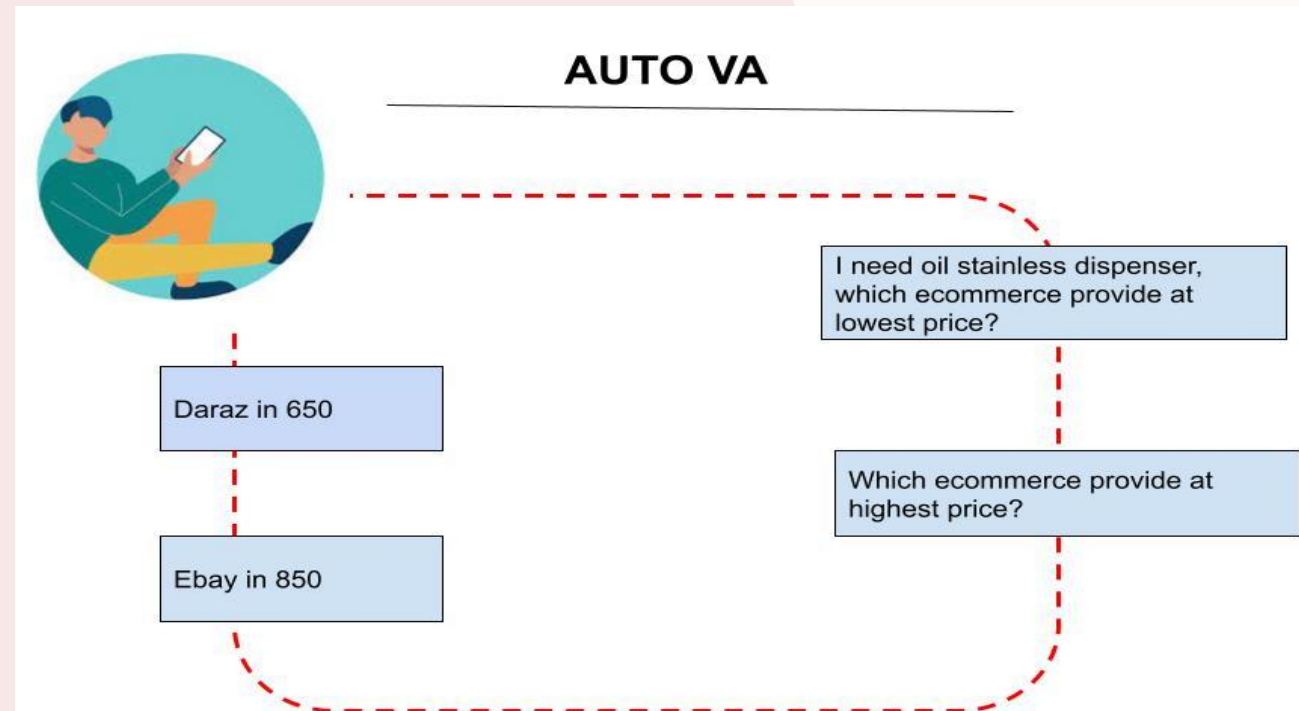 AUTO VA
I need oil stainless dispenser,
which ecommerce provide at
lowest price?
Daraz in 650
Which ecommerce provide at
highest price?
Ebay in 850